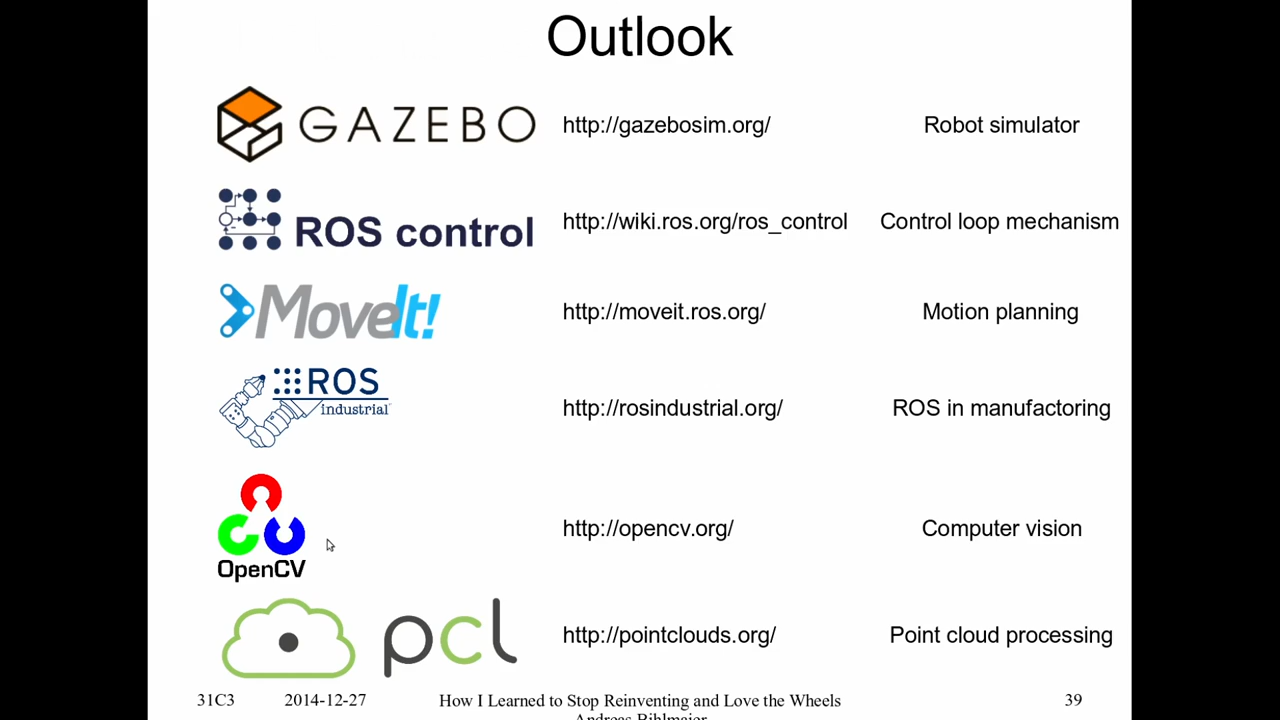 Outlook
GAZEBO http://gazebosim.org/ Robot simulator
ROS control http://wiki.ros.org/ros_control Control loop mechanism
MoveIt! http://moveit.ros.org/ Motion planning
ROS
industrial http://rosindustrial.org/ ROS in manufactoring
http://opencv.org/ Computer vision
OpenCV
pcl http://pointclouds.org/ Point cloud processing
31C3 2014-12-27 How I Learned to Stop Reinventing and Love the Wheels 39
Andreas Bihlmaier